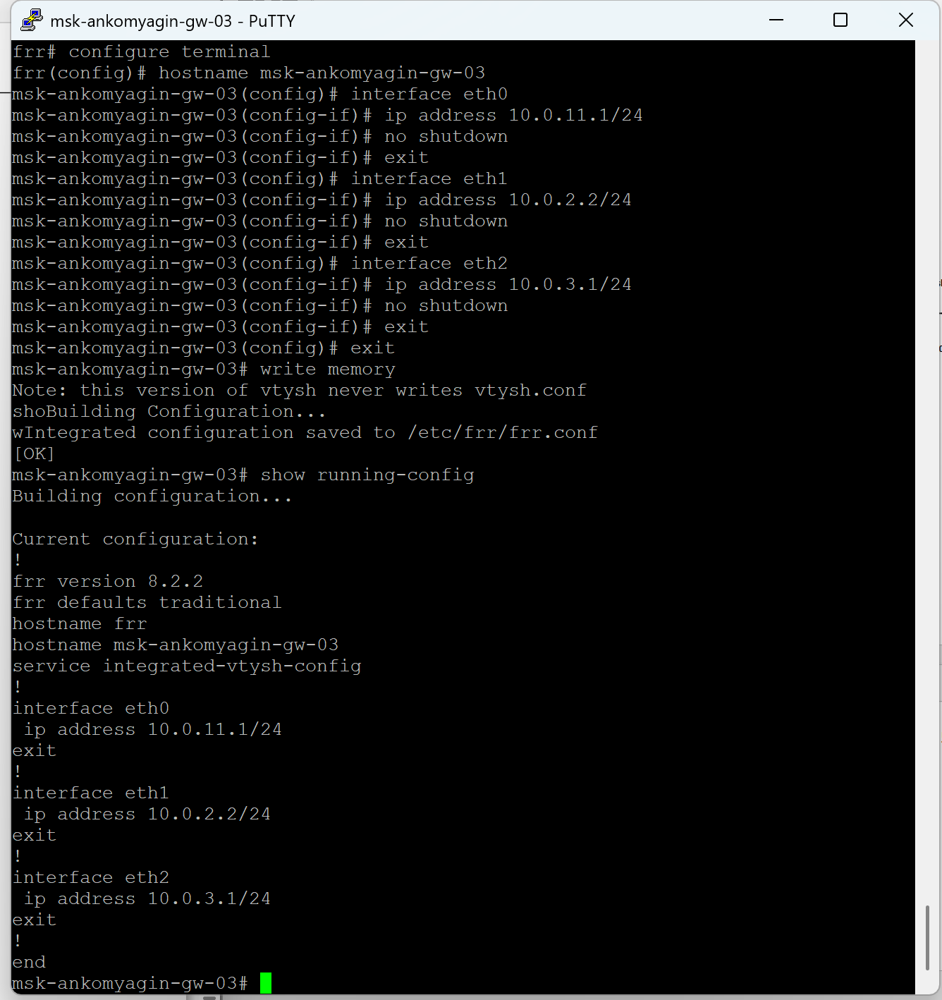 msk-ankomyagin-gw-03 - PuTTY
frr# configure terminal
frr(config)# hostname msk-ankomyagin-gw-03
msk-ankomyagin-gw-03(config)# interface eth0
msk-ankomyagin-gw-03(config-if)# ip address 10.0.11.1/24
msk-ankomyagin-gw-03(config-if)# no shutdown
msk-ankomyagin-gw-03(config-if)# exit
msk-ankomyagin-gw-03(config)# interface eth1
msk-ankomyagin-gw-03(config-if)# ip address 10.0.2.2/24
msk-ankomyagin-gw-03(config-if)# no shutdown
msk-ankomyagin-gw-03(config-if)# exit
msk-ankomyagin-gw-03(config)# interface eth2
msk-ankomyagin-gw-03(config-if)# ip address 10.0.3.1/24
msk-ankomyagin-gw-03(config-if)# no shutdown
msk-ankomyagin-gw-03(config-if)# exit
msk-ankomyagin-gw-03(config)# exit
msk-ankomyagin-gw-03# write memory
Note: this version of vtysh never writes vtysh.conf
shoBuilding Configuration...
wIntegrated configuration saved to /etc/frr/frr.conf
[OK]
msk-ankomyagin-gw-03# show running-config
Building configuration...
Current configuration:
!
frr version 8.2.2
frr defaults traditional
hostname frr
hostname msk-ankomyagin-gw-03
service integrated-vtysh-config
!
interface eth0
 ip address 10.0.11.1/24
exit
!
interface eth1
 ip address 10.0.2.2/24
exit
!
interface eth2
 ip address 10.0.3.1/24
exit
!
end
msk-ankomyagin-gw-03#